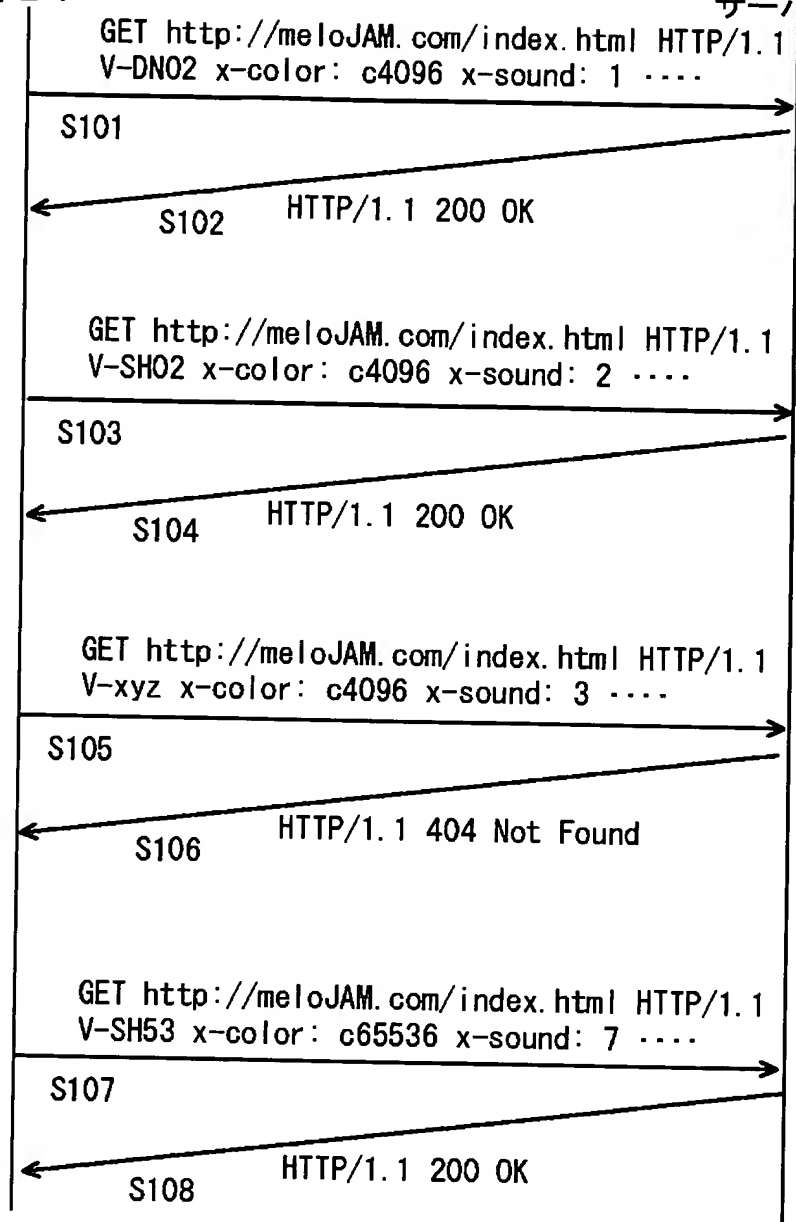 GET http://meloJAM.com/index.html HTTP/1.1
V-DN02 x-color: c4096 x-sound: 1 ････
S101
S102 HTTP/1.1 200 OK
GET http://meloJAM.com/index.html HTTP/1.1
V-SH02 x-color: c4096 x-sound: 2 ････
S103
S104 HTTP/1.1 200 OK
GET http://meloJAM.com/index.html HTTP/1.1
V-xyz x-color: c4096 x-sound: 3 ････
S105
S106 HTTP/1.1 404 Not Found
GET http://meloJAM.com/index.html HTTP/1.1
V-SH53 x-color: c65536 x-sound: 7 ････
S107
S108 HTTP/1.1 200 OK